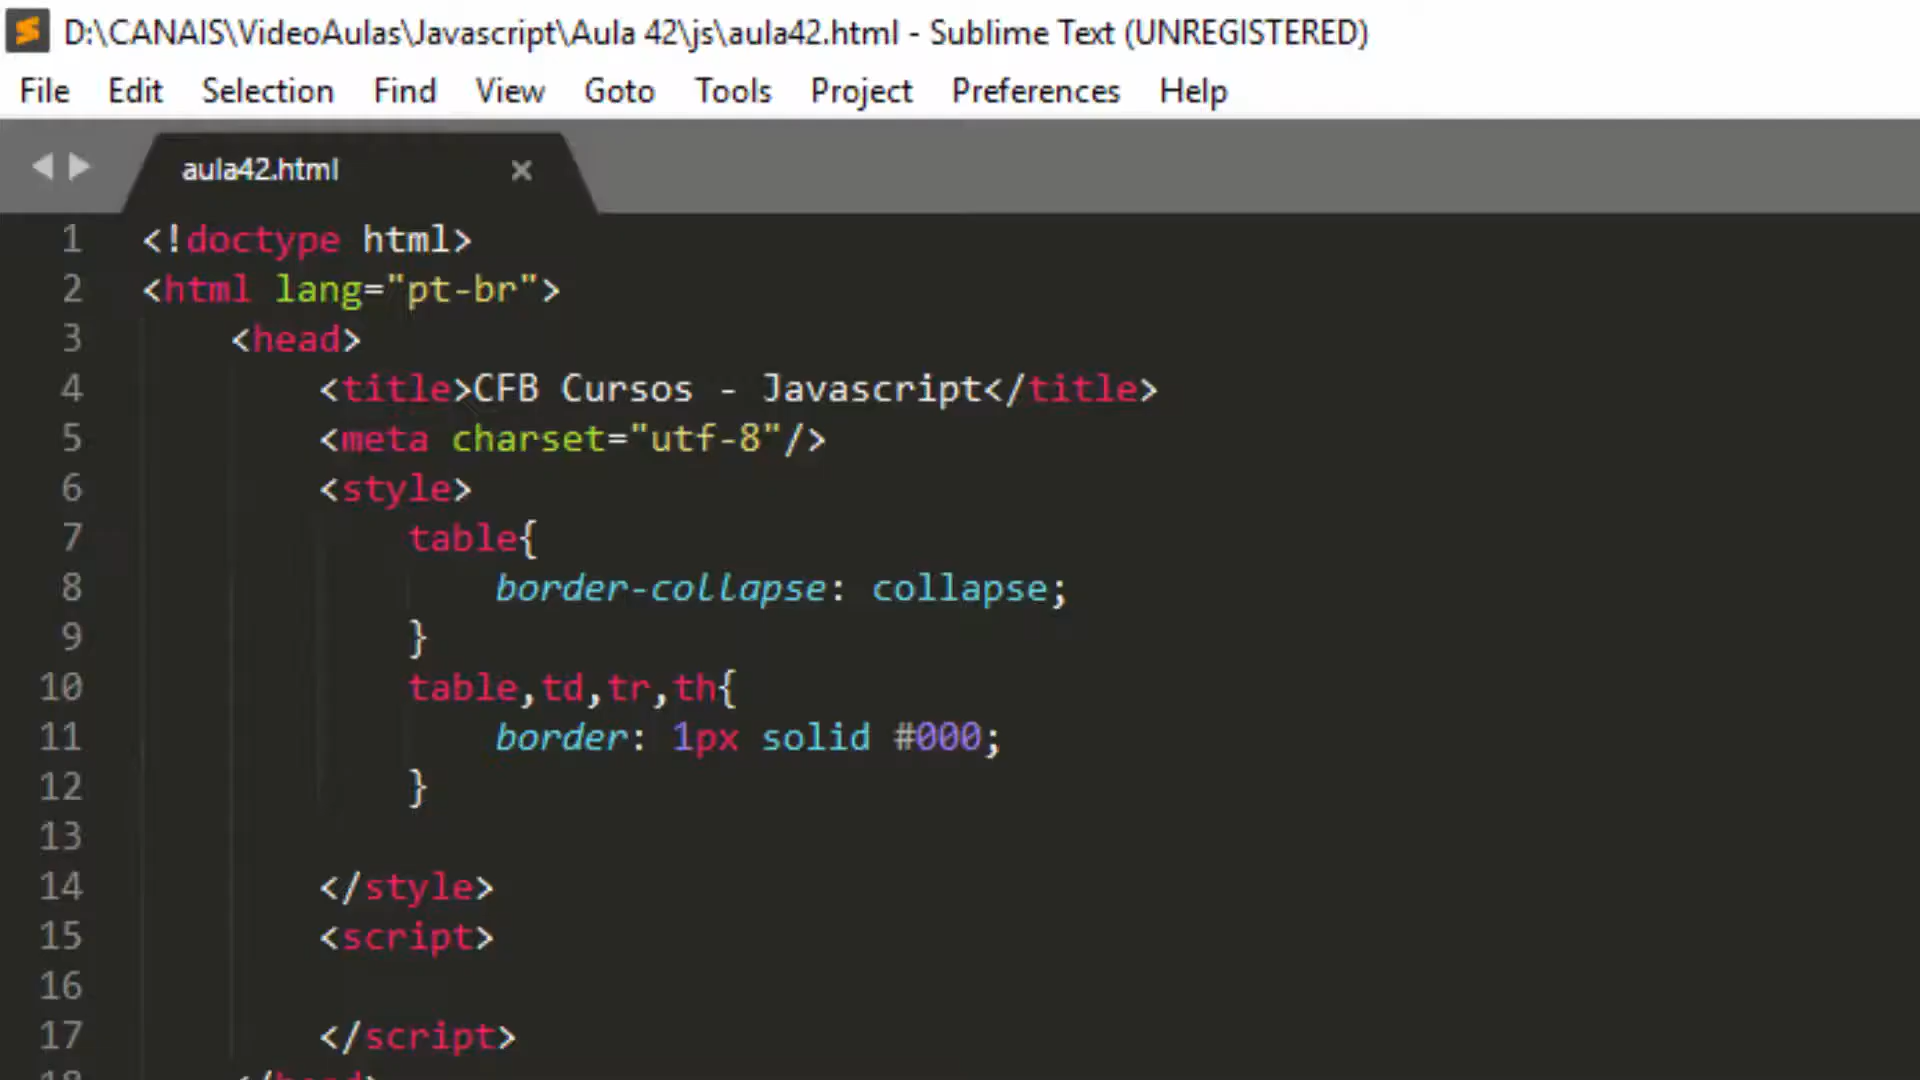 D:\CANAIS\VideoAulas\Javascript\Aula 42\js\aula42.html - Sublime Text (UNREGISTERED)
File Edit Selection Find View Goto Tools Project Preferences Help
aula42.html
1 <!doctype html>
2 <html lang="pt-br">
3 <head>
4 <title>CFB Cursos - Javascript</title>
5 <meta charset="utf-8"/>
6 <style>
7 table{
8 border-collapse: collapse;
9 }
10 table,td,tr,th{
11 border: 1px solid #000;
12 }
13
14 </style>
15 <script>
16
17 </script>
18 </head>